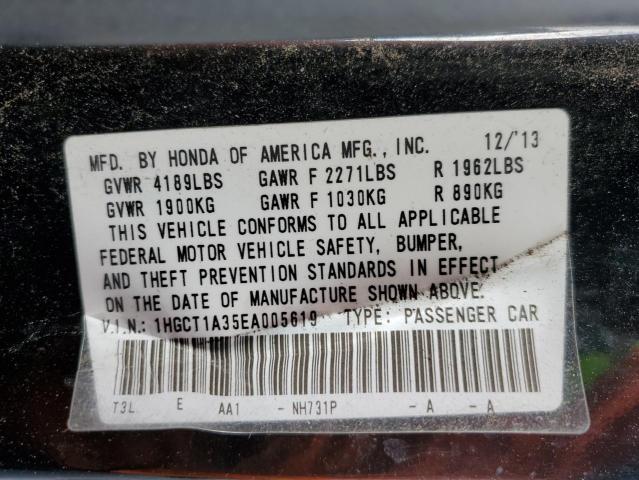 MFD. BY HONDA OF AMERICA MFG., INC. 12/'13
GVWR 4189LBS GAWR F 2271LBS R 1962LBS
GVWR 1900KG GAWR F 1030KG R 890KG
THIS VEHICLE CONFORMS TO ALL APPLICABLE
FEDERAL MOTOR VEHICLE SAFETY, BUMPER,
AND THEFT PREVENTION STANDARDS IN EFFECT
ON THE DATE OF MANUFACTURE SHOWN ABOVE.
V.I.N.: 1HGCT1A35EA005619 TYPE: PASSENGER CAR
T3L E AA1 - NH731P - A - A